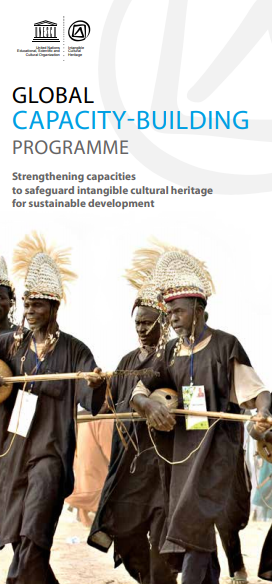 United Nations
Educational, Scientific and
Cultural Organization
Intangible
Cultural
Heritage
GLOBAL
CAPACITY-BUILDING
PROGRAMME
Strengthening capacities
to safeguard intangible cultural heritage
for sustainable development